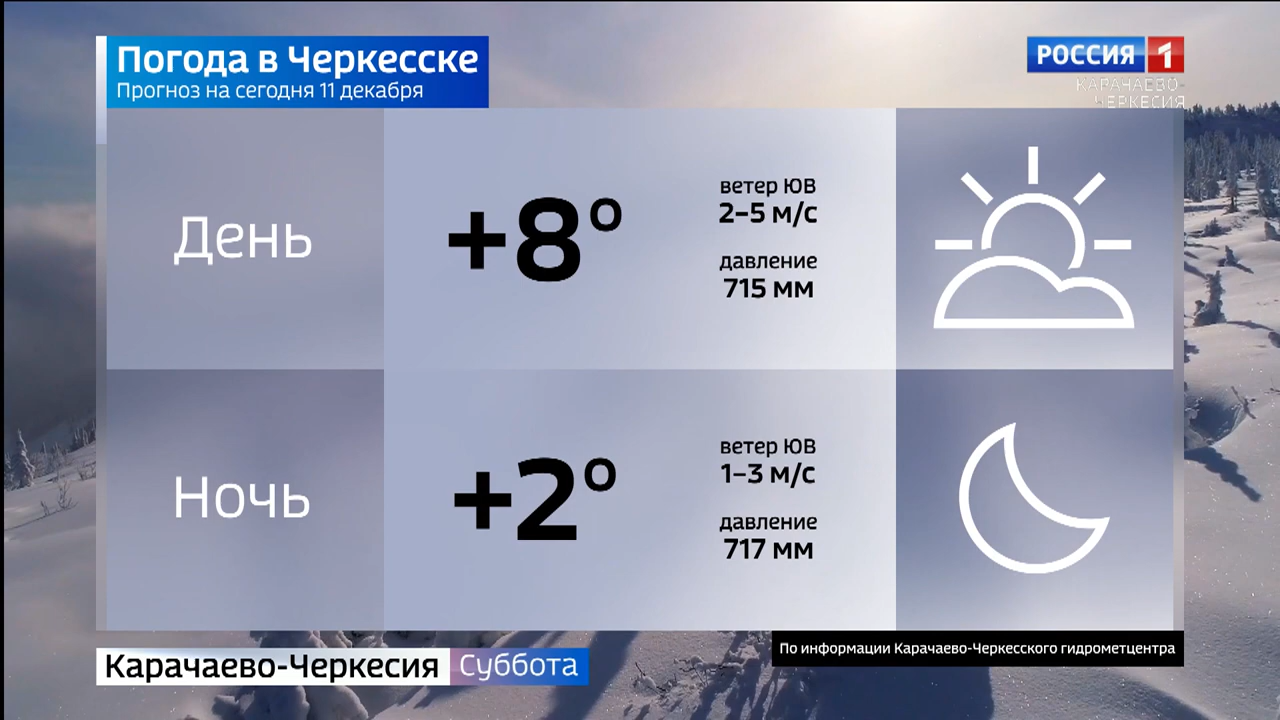 Погода в Черкесске
Прогноз на сегодня 11 декабря
РОССИЯ 1
КАРАЧАЕВО-
ЧЕРКЕСИЯ
День
+8°
ветер ЮВ
2–5 м/с
давление
715 мм
Ночь
+2°
ветер ЮВ
1–3 м/с
давление
717 мм
По информации Карачаево-Черкесского гидрометцентра
Карачаево-Черкесия Суббота